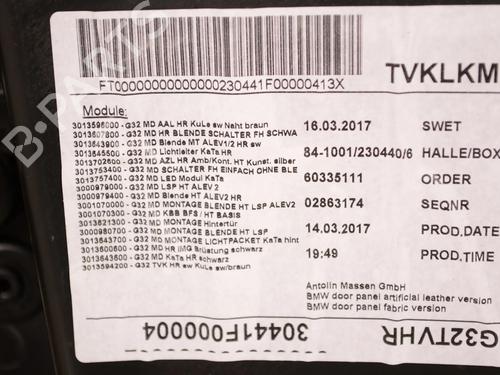 B-PARTS
TVKLKM
FT00000000000000230441F00000413X
Module:
3013596000 - G32 MD AAL HR KuLe sw Naht braun
3013607800 - G32 MD HR BLENDE SCHALTER FH SCHWA
3013643900 - G32 MD Blende MT ALEV1/2 HR sw
3013645500 - G32 MD Lichtleiter KaTa HR
3013702600 - G32 MD AZL HR Amb/Kont. HT Kunst. silber
3013753400 - G32 MD SCHALTER FH EINFACH OHNE BLE
3013757400 - G32 MD LED Modul KaTa
3000979000 - G32 MD LSP HT ALEV 2
3000979400 - G32 MD Blende HT ALEV2 HR
3001070000 - G32 MD MONTAGE BLENDE HT LSP ALEV2
3001070300 - G32 MD KBB BFS / HT BASIS
3013621300 - G32 MD MONTAGE Hintertür
3000980700 - G32 MD MONTAGE BLENDE HT LSP
3013643700 - G32 MD MONTAGE LICHTPACKET KaTa hint
3013600600 - G32 MD HR IMG Brüstung schwarz
3013643600 - G32 MD KaTa HR schwarz
3013594200 - G32 TVK HR sw KuLe sw/braun
16.03.2017 SWET
84-1001/230440/6 HALLE/BOX
60335111 ORDER
02863174 SEQNR
14.03.2017 PROD.DATE
19:49 PROD.TIME
Antolin Massen GmbH
BMW door panel artificial leather version
BMW door panel fabric version
30441F000004
G32TVHR